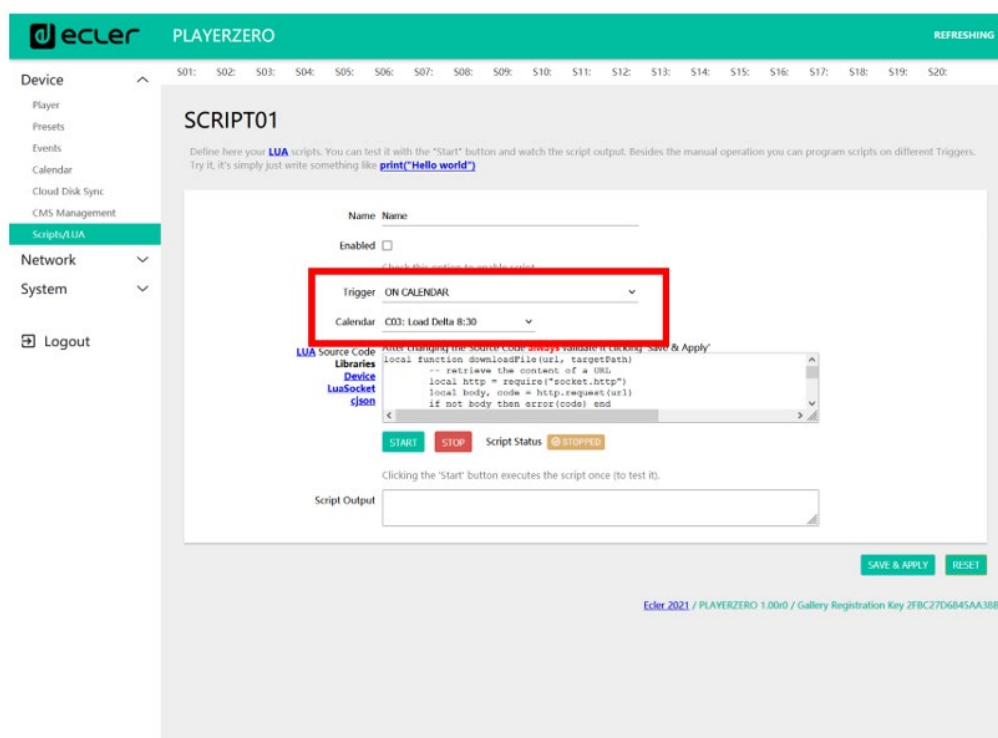 ecler
PLAYERZERO
REFRESHING
Device
Player
Presets
Events
Calendar
Cloud Disk Sync
CMS Management
Scripts/LUA
Network
System
Logout
S01: S02: S03: S04: S05: S06: S07: S08: S09: S10: S11: S12: S13: S14: S15: S16: S17: S18: S19: S20:
SCRIPT01
Define here your LUA scripts. You can test it with the "Start" button and watch the script output. Besides the manual operation you can program scripts on different Triggers.
Try it, it's simply just write something like print("Hello world")
Name Name
Enabled
Check this option to enable script
Trigger ON CALENDAR
Calendar C03: Load Delta 8:30
After changing the Source Code always validate it clicking 'Save & Apply'
LUA Source Code
Libraries
Device
LuaSocket
cjson
local function downloadFile(url, targetPath)
-- retrieve the content of a URL
local http = require("socket.http")
local body, code = http.request(url)
if not body then error(code) end
START STOP Script Status STOPPED
Clicking the 'Start' button executes the script once (to test it).
Script Output
SAVE & APPLY RESET
Ecler 2021 / PLAYERZERO 1.00r0 / Gallery Registration Key